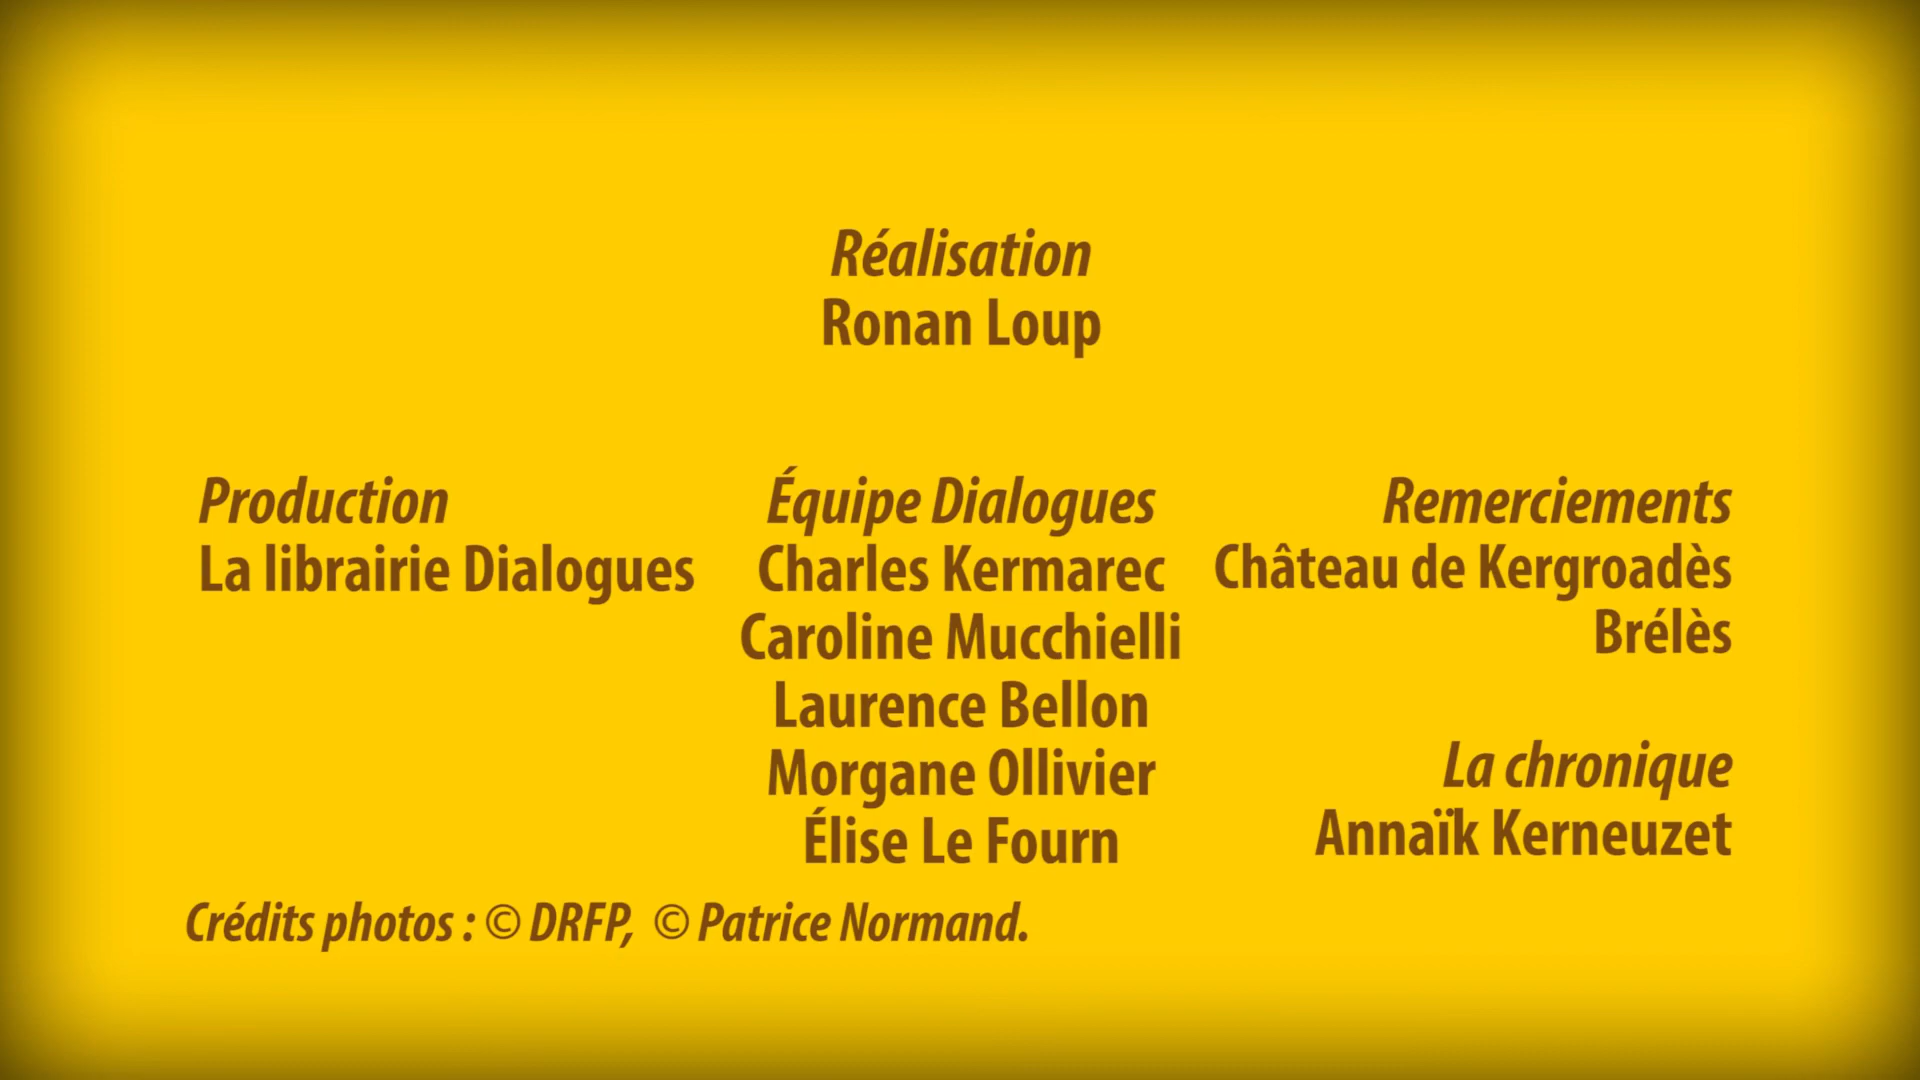 Réalisation
Ronan Loup
Production
La librairie Dialogues
Équipe Dialogues
Charles Kermarec
Caroline Mucchielli
Laurence Bellon
Morgane Ollivier
Élise Le Fourn
Remerciements
Château de Kergroadès
Brélès
La chronique
Annaïk Kerneuzet
Crédits photos : © DRFP, © Patrice Normand.